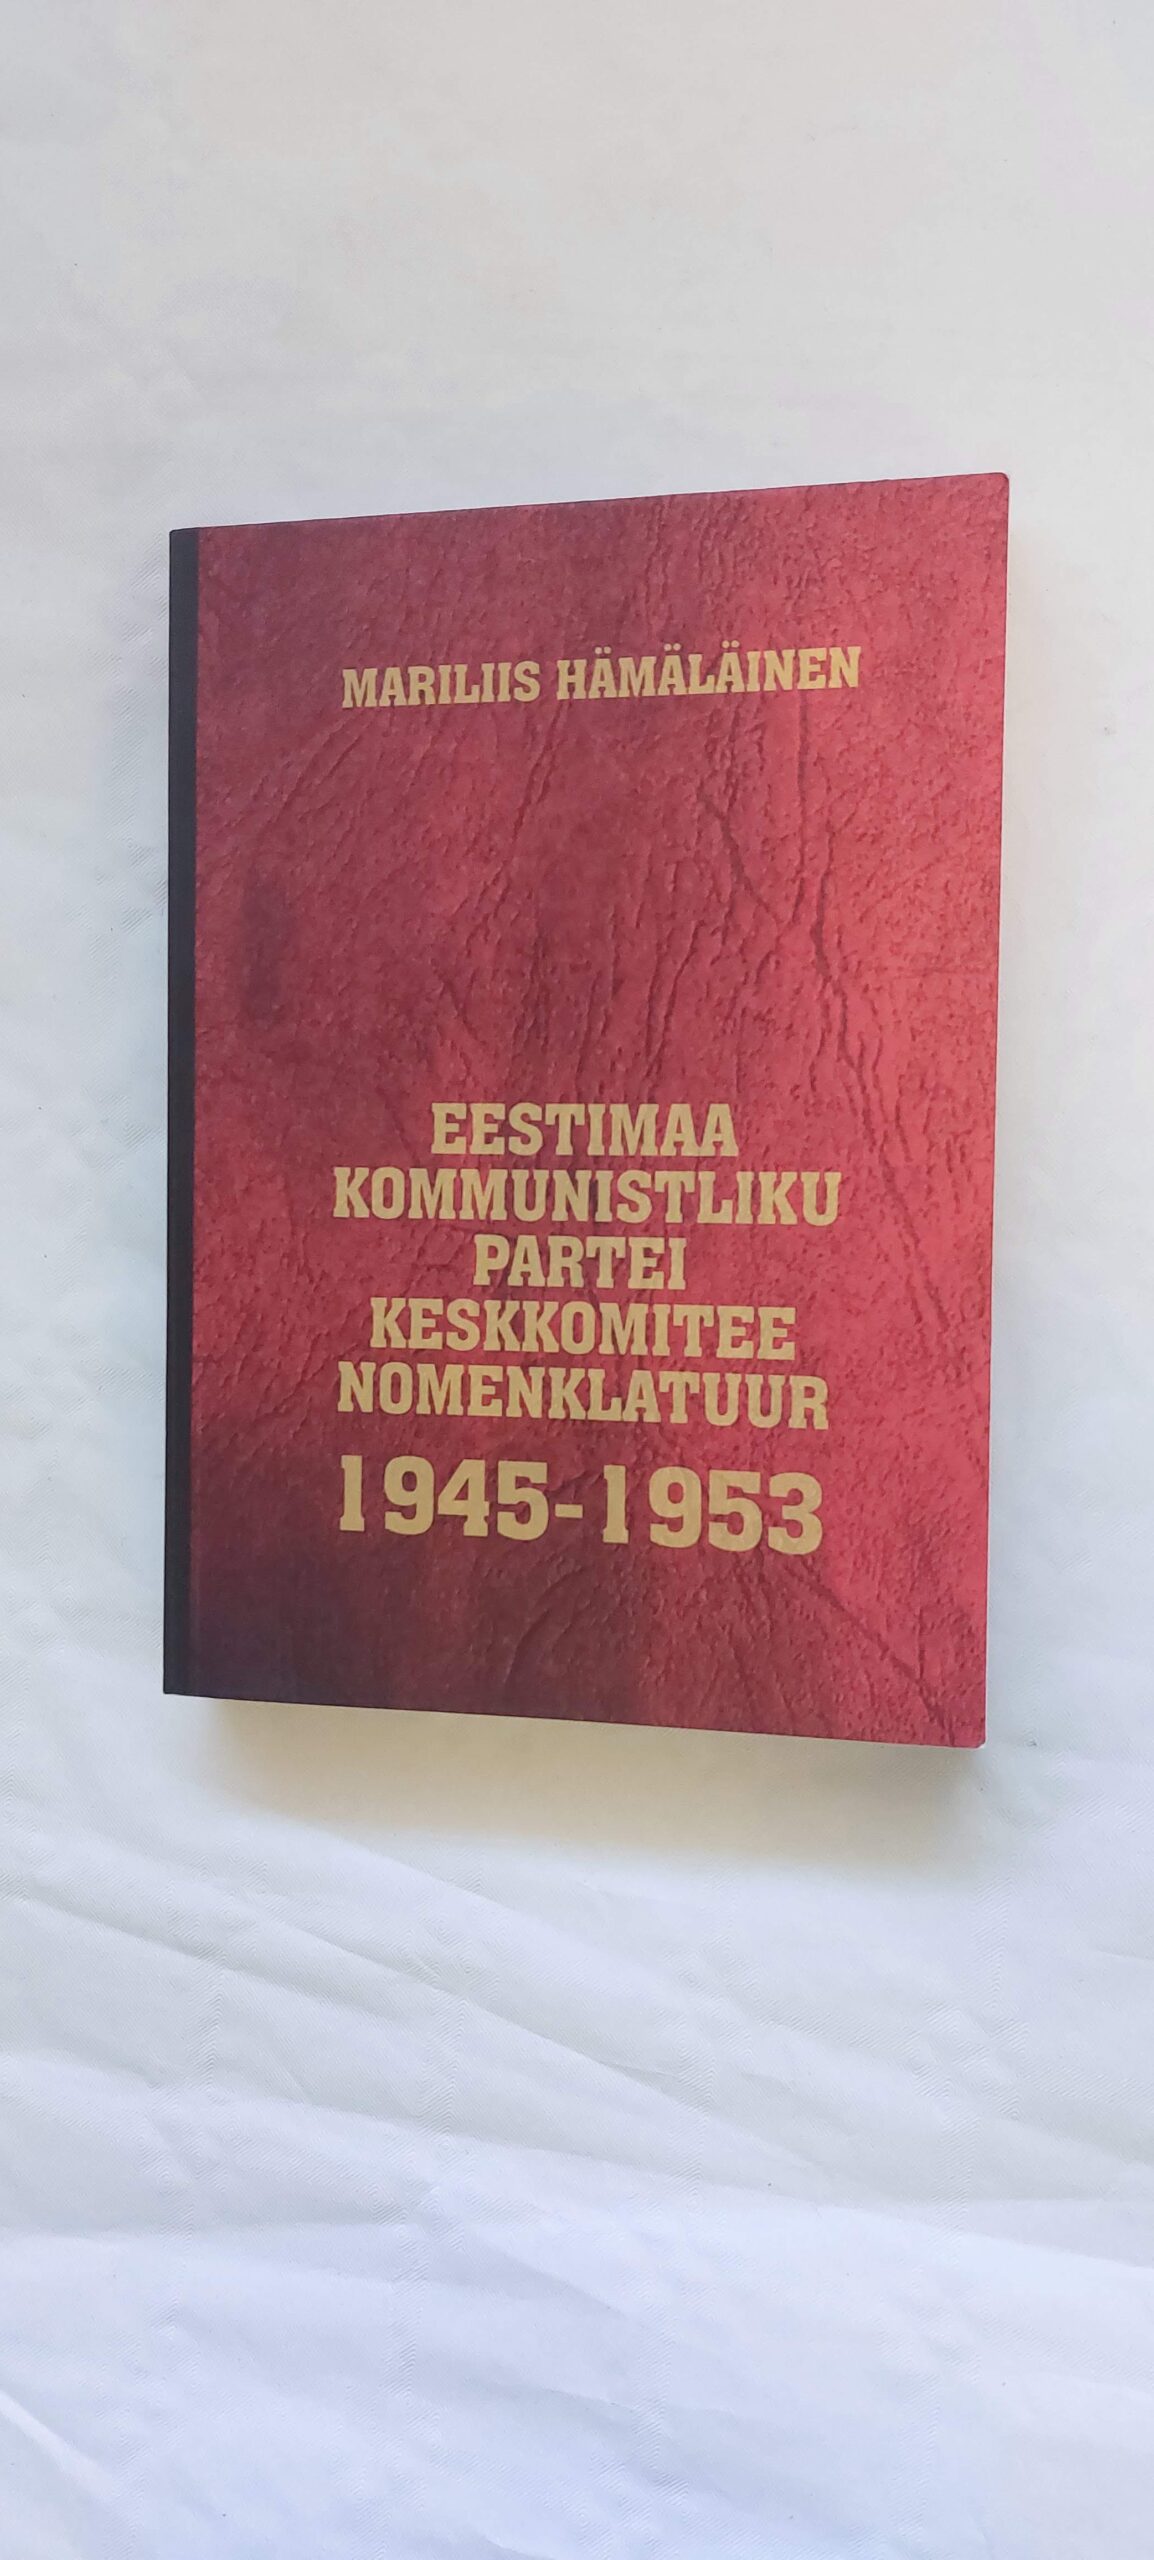 MARILIIS HÄMÄLÄINEN
EESTIMAA
KOMMUNISTLIKU
PARTEI
KESKKOMITEE
NOMENKLATUUR
1945-1953